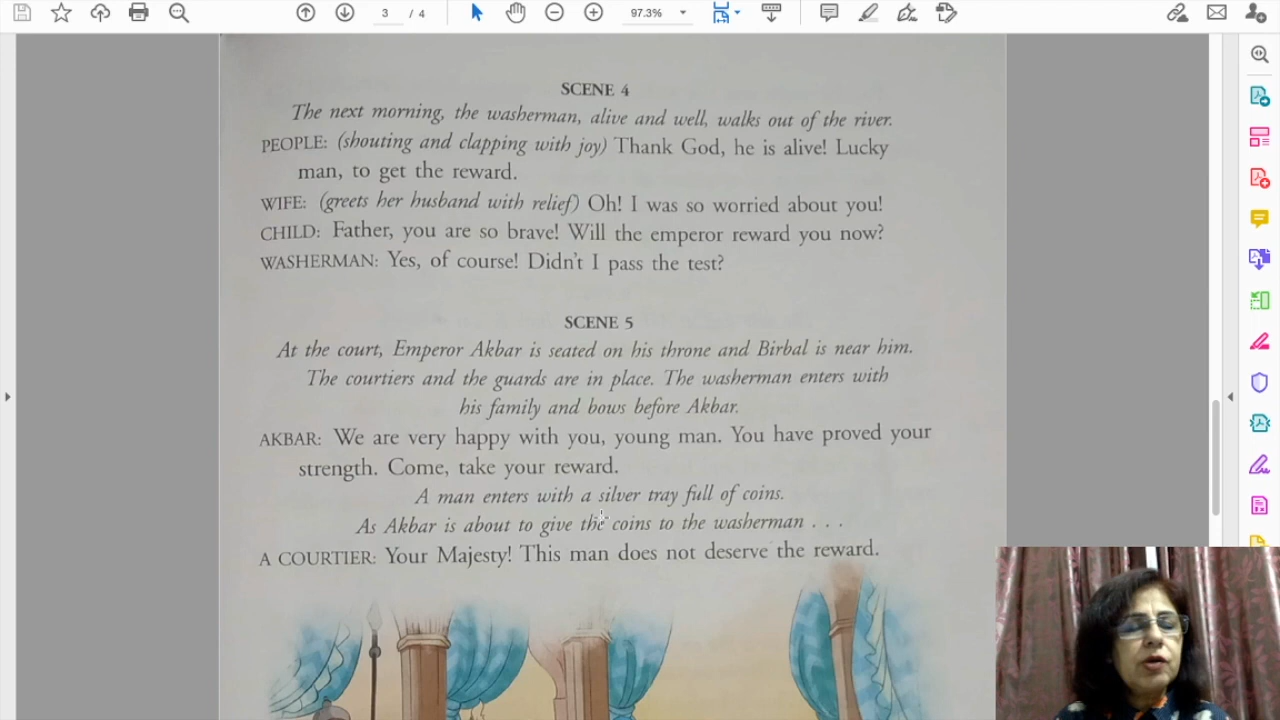 3 / 4
97.3%
SCENE 4
The next morning, the washerman, alive and well, walks out of the river.
PEOPLE: (shouting and clapping with joy) Thank God, he is alive! Lucky
man, to get the reward.
WIFE: (greets her husband with relief) Oh! I was so worried about you!
CHILD: Father, you are so brave! Will the emperor reward you now?
WASHERMAN: Yes, of course! Didn't I pass the test?
SCENE 5
At the court, Emperor Akbar is seated on his throne and Birbal is near him.
The courtiers and the guards are in place. The washerman enters with
his family and bows before Akbar.
AKBAR: We are very happy with you, young man. You have proved your
strength. Come, take your reward.
A man enters with a silver tray full of coins.
As Akbar is about to give the coins to the washerman . . .
A COURTIER: Your Majesty! This man does not deserve the reward.